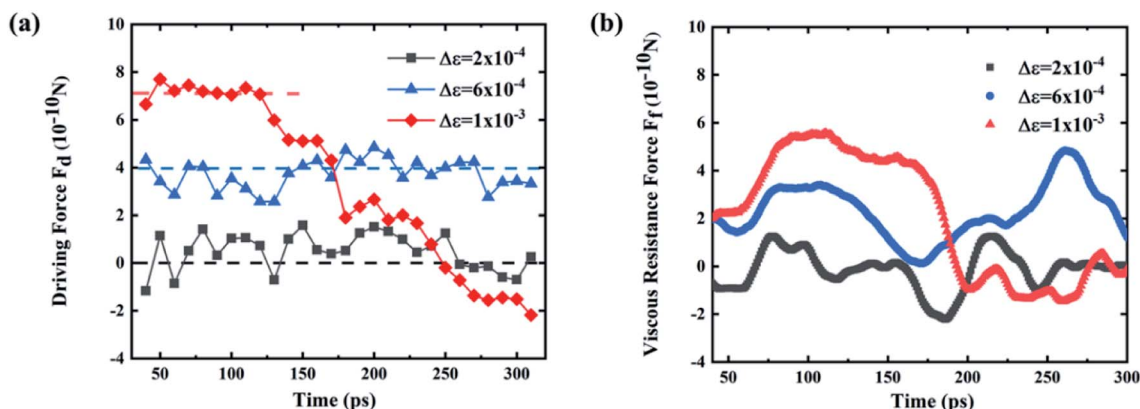 (a)
Driving Force F_d (10^-10N)
10
8
6
4
2
0
-2
-4
Δε=2x10^-4
Δε=6x10^-4
Δε=1x10^-3
50
100
150
200
250
300
Time (ps)
(b)
Viscous Resistance Force F_f (10^-10N)
10
8
6
4
2
0
-2
-4
Δε=2x10^-4
Δε=6x10^-4
Δε=1x10^-3
50
100
150
200
250
300
Time (ps)